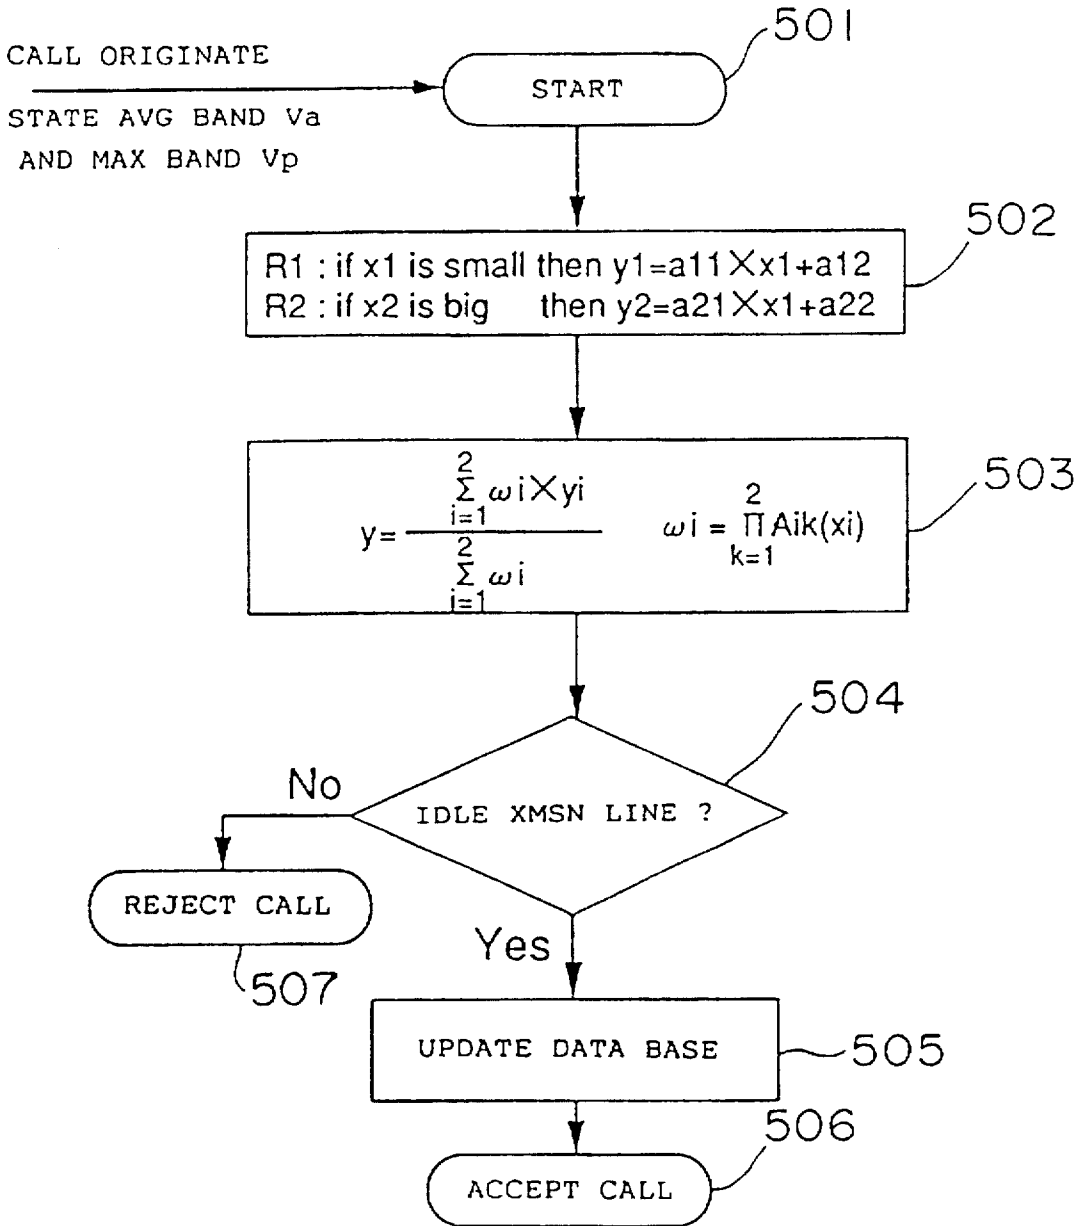 501
CALL ORIGINATE
START
STATE AVG BAND Va
AND MAX BAND Vp
502
R1 : if x1 is small then y1=a11×x1+a12
R2 : if x2 is big then y2=a21×x1+a22
503
y= Σ i=1 2 ωi×yi / Σ i=1 2 ωi
ωi = Π k=1 2 Aik(xi)
504
No
IDLE XMSN LINE ?
REJECT CALL
Yes
507
UPDATE DATA BASE
505
506
ACCEPT CALL